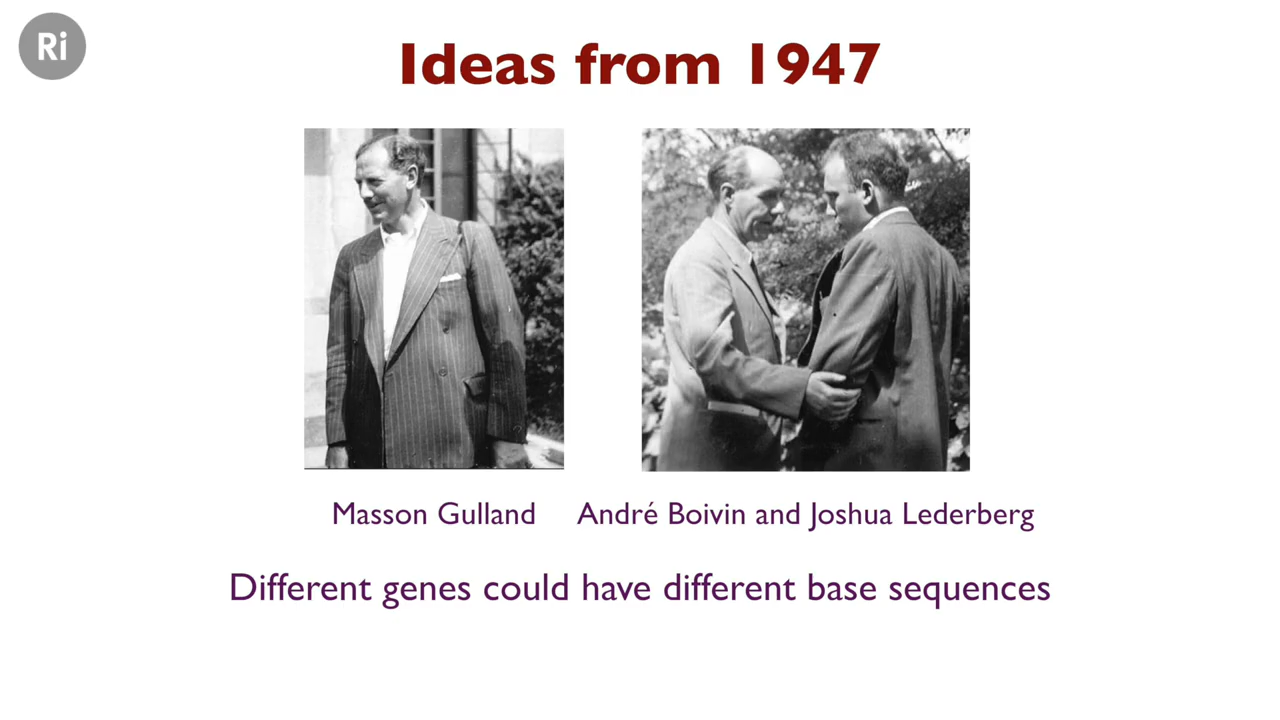 Ri
Ideas from 1947
Masson Gulland
André Boivin and Joshua Lederberg
Different genes could have different base sequences